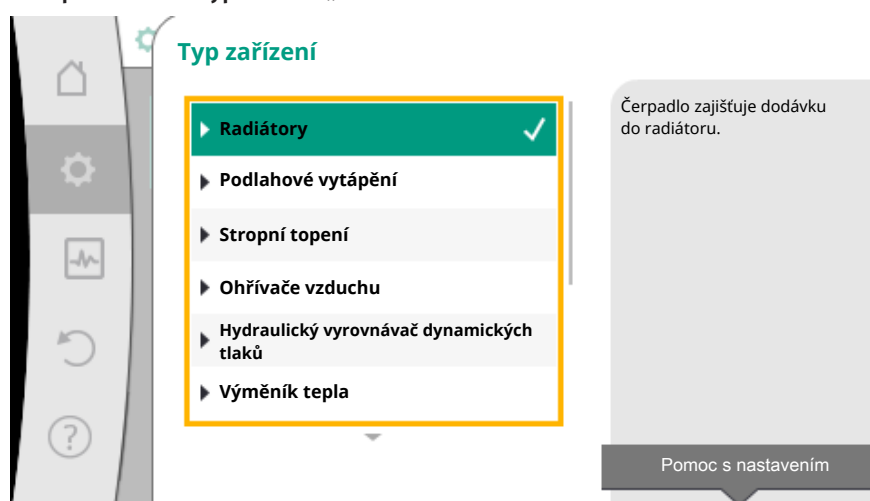 Typ zařízení
Radiátory
Podlahové vytápění
Stropní topení
Ohřívače vzduchu
Hydraulický vyrovnávač dynamických
tlaků
Výměník tepla
Čerpadlo zajišťuje dodávku
do radiátoru.
Pomoc s nastavením
?